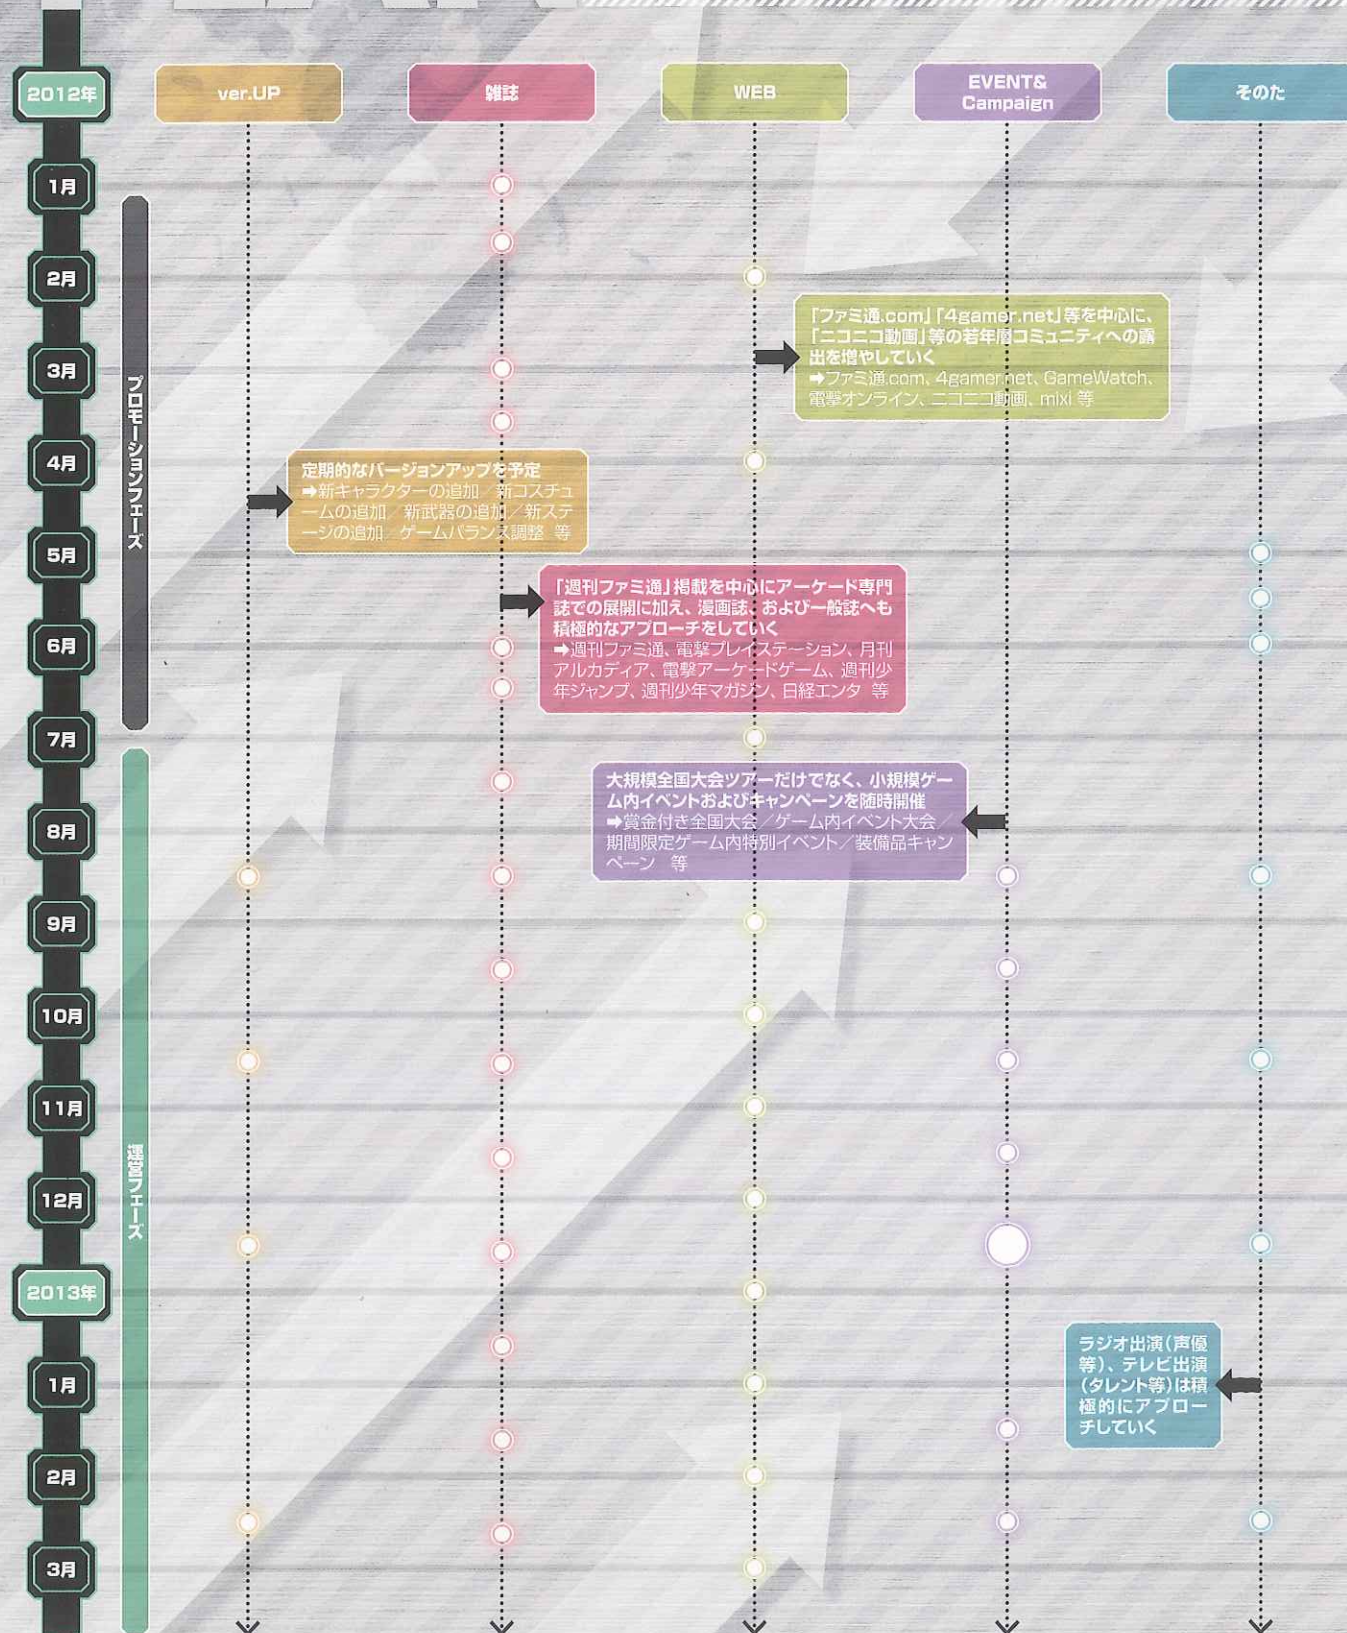 2012年
ver.UP
雑誌
WEB
EVENT&
Campaign
そのた
1月
2月
3月
4月
5月
6月
7月
8月
9月
10月
11月
12月
2013年
1月
2月
3月
プロモーションフェーズ
運営フェーズ
「ファミ通.com」「4gamer.net」等を中心に、
「ニコニコ動画」等の若年層コミュニティへの露
出を増やしていく
➡ファミ通.com、4gamer.net、GameWatch、
電撃オンライン、ニコニコ動画、mixi 等
定期的なバージョンアップを予定
➡新キャラクターの追加／新コスチュ
ームの追加／新武器の追加／新ステ
ージの追加／ゲームバランス調整 等
「週刊ファミ通」掲載を中心にアーケード専門
誌での展開に加え、漫画誌、および一般誌へも
積極的なアプローチをしていく
➡週刊ファミ通、電撃プレイステーション、月刊
アルカディア、電撃アーケードゲーム、週刊少
年ジャンプ、週刊少年マガジン、日経エンタ 等
大規模全国大会ツアーだけでなく、小規模ゲー
ム内イベントおよびキャンペーンを随時開催
➡賞金付き全国大会／ゲーム内イベント大会／
期間限定ゲーム内特別イベント／装備品キャン
ペーン 等
ラジオ出演(声優
等)、テレビ出演
(タレント等)は積
極的にアプロー
チしていく